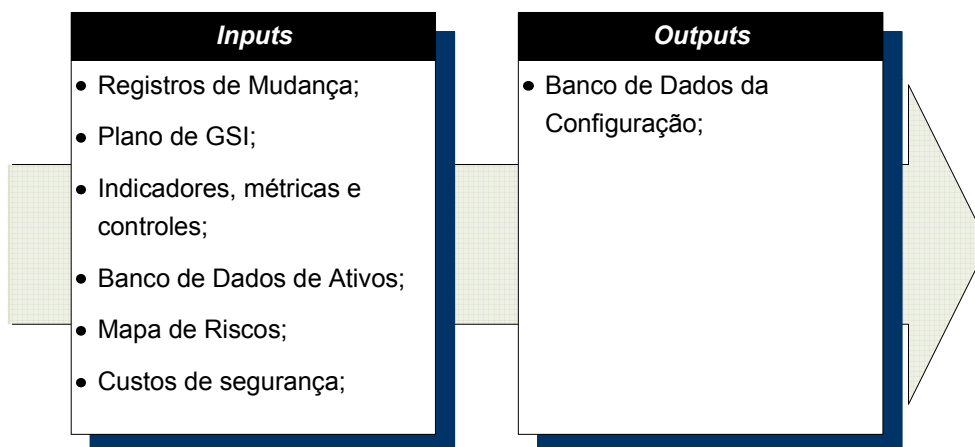 Inputs
• Registros de Mudança;
• Plano de GSI;
• Indicadores, métricas e
controles;
• Banco de Dados de Ativos;
• Mapa de Riscos;
• Custos de segurança;
Outputs
• Banco de Dados da
Configuração;